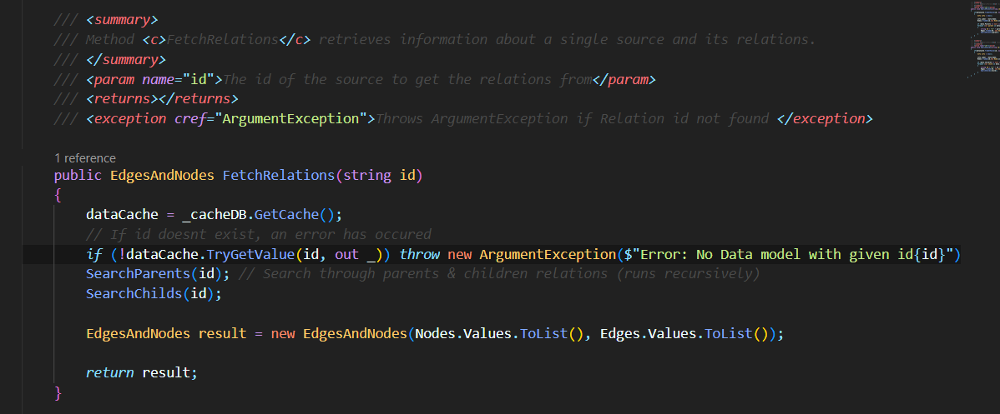 /// <summary>
/// Method <c>FetchRelations</c> retrieves information about a single source and its relations.
/// </summary>
/// <param name="id">The id of the source to get the relations from</param>
/// <returns></returns>
/// <exception cref="ArgumentException">Throws ArgumentException if Relation id not found </exception>
1 reference
public EdgesAndNodes FetchRelations(string id)
{
dataCache = _cacheDB.GetCache();
// If id doesnt exist, an error has occured
if (!dataCache.TryGetValue(id, out _)) throw new ArgumentException($"Error: No Data model with given id{id}")
SearchParents(id); // Search through parents & children relations (runs recursively)
SearchChilds(id);
EdgesAndNodes result = new EdgesAndNodes(Nodes.Values.ToList(), Edges.Values.ToList());
return result;
}